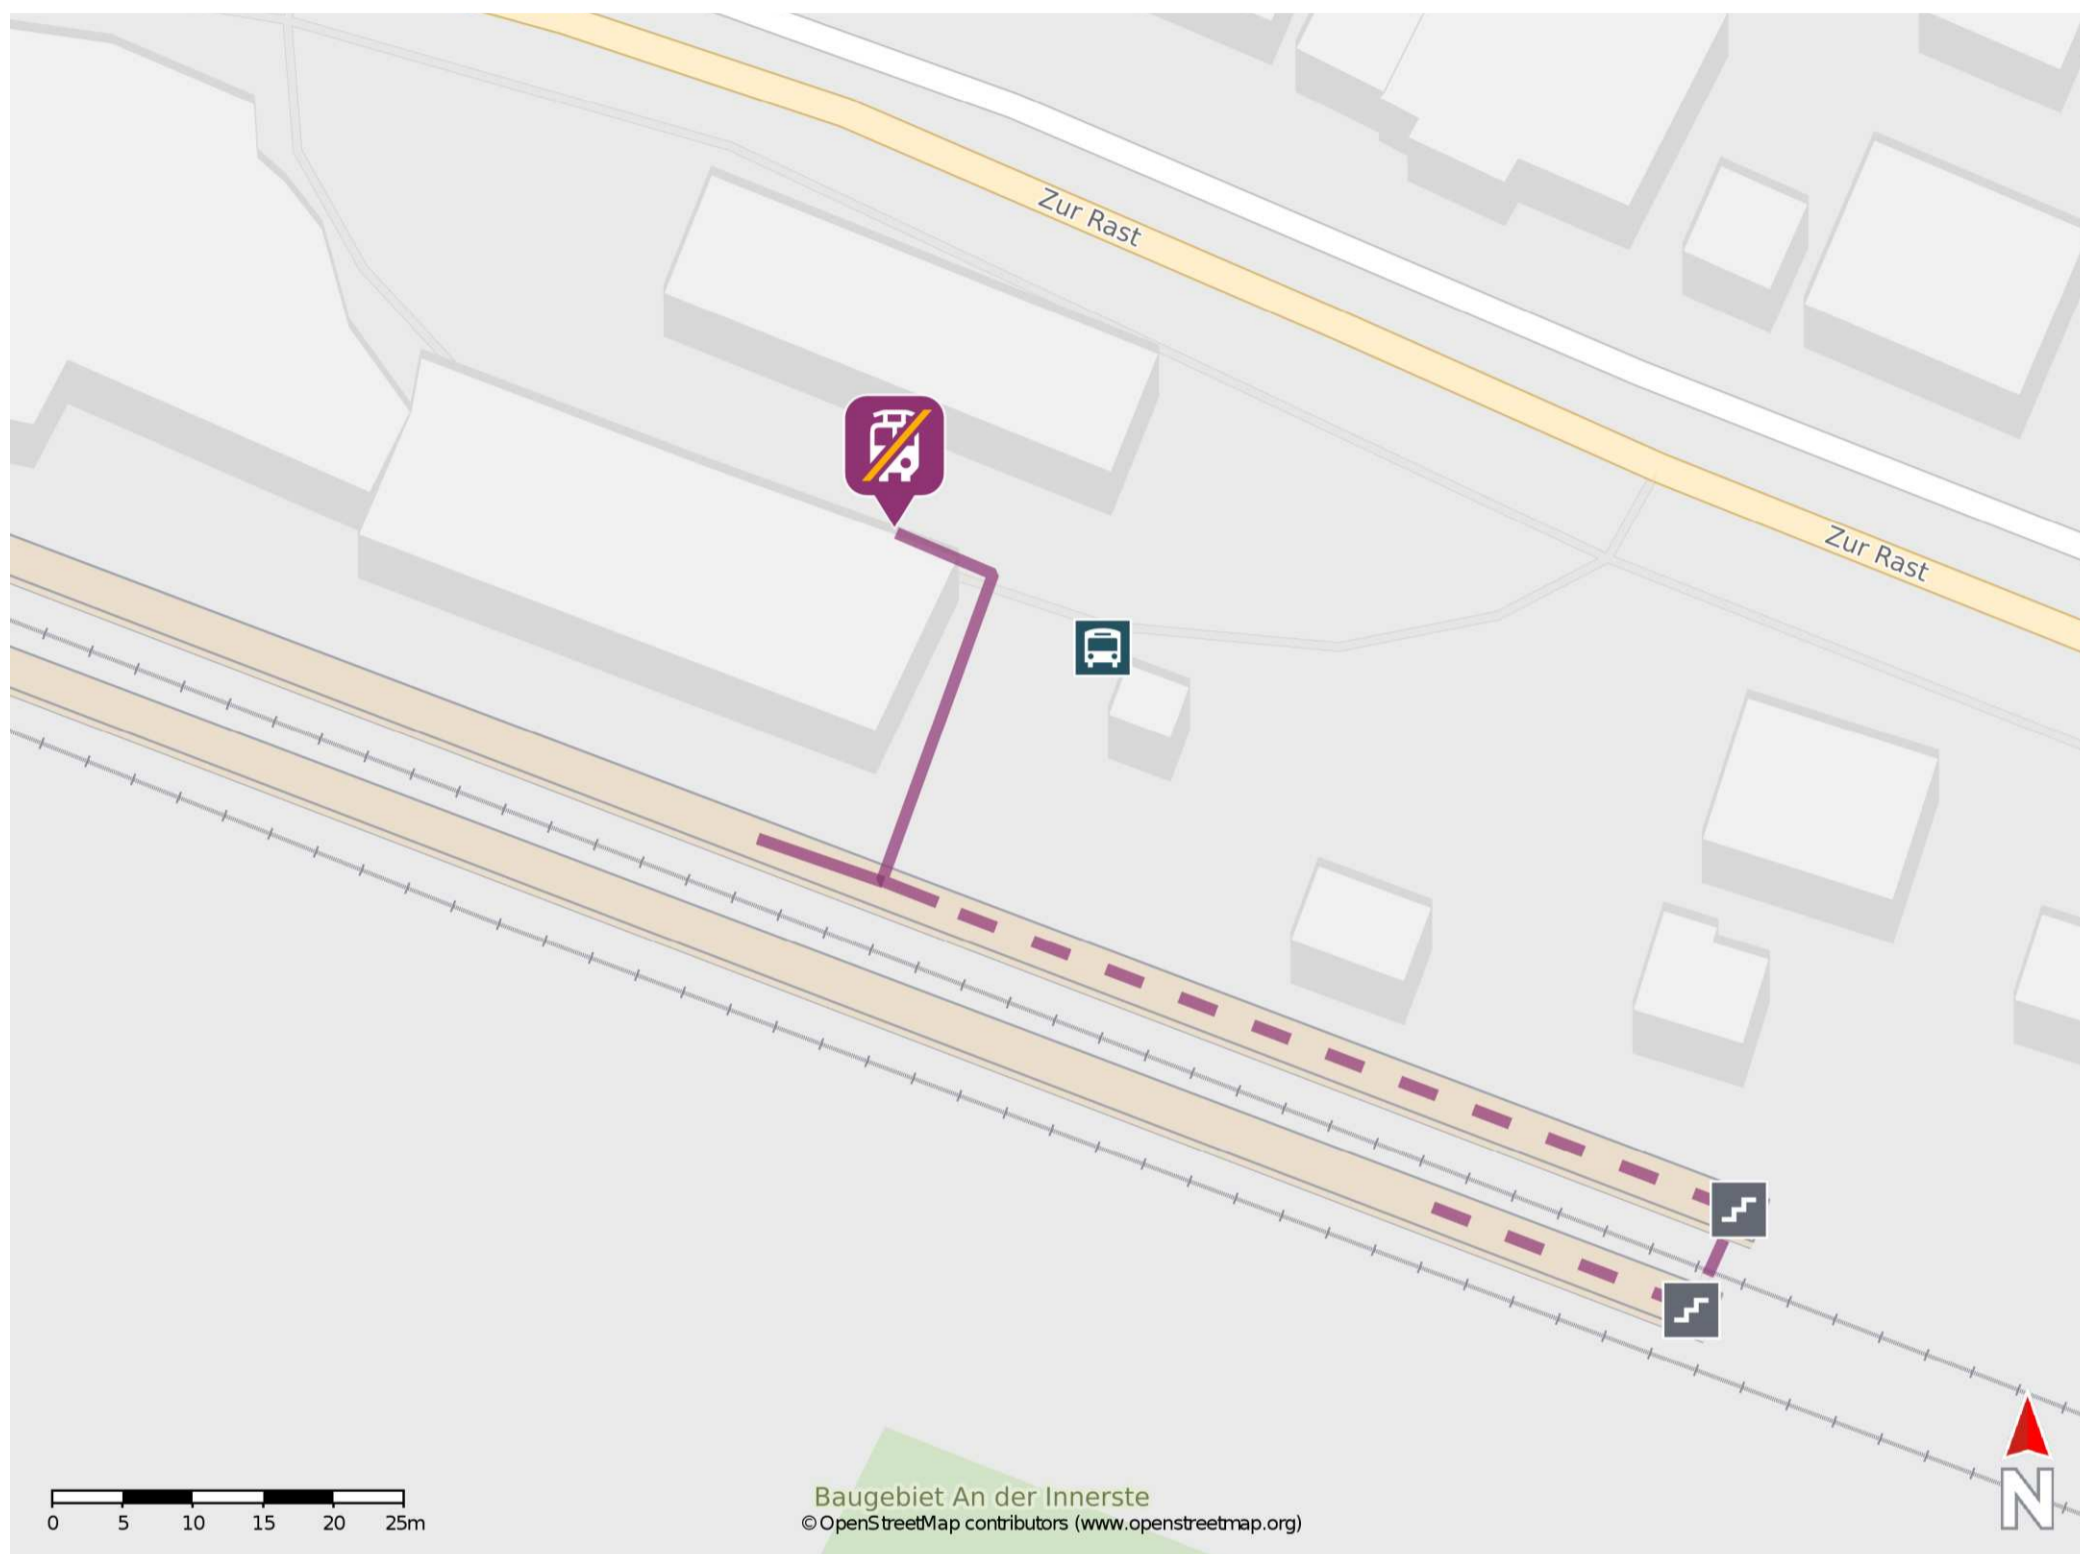 Zur Rast
Zur Rast
Baugebiet An der Innerste
© OpenStreetMap contributors (www.openstreetmap.org)
0 5 10 15 20 25m
N